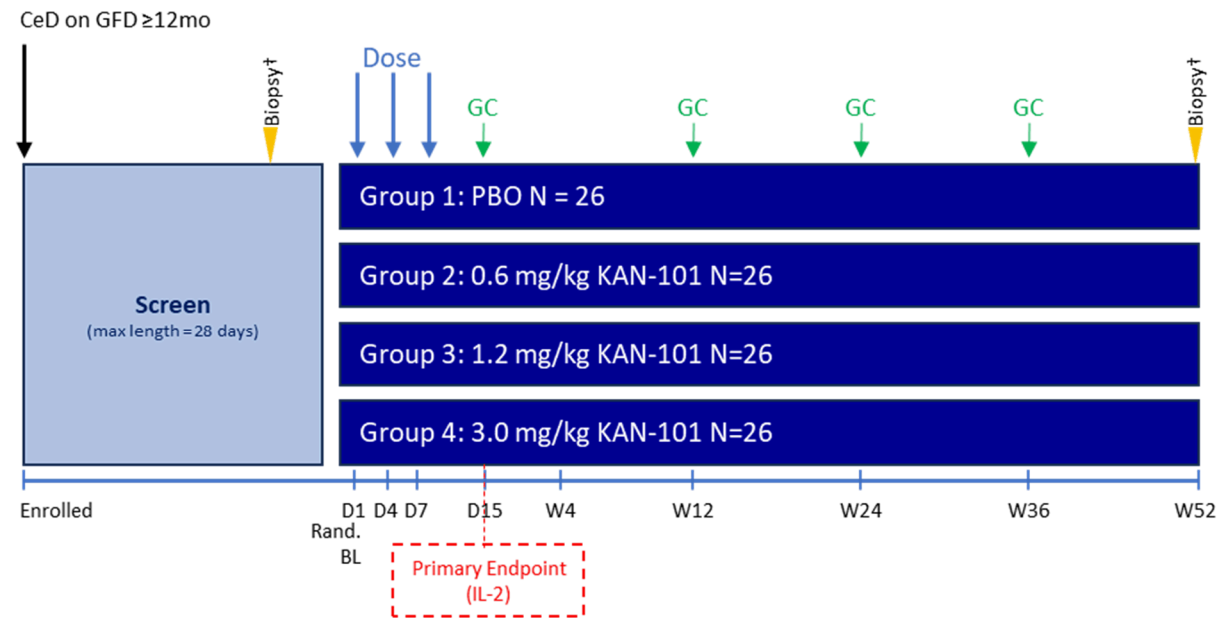 CeD on GFD ≥12mo
Biopsy†
Dose
GC
GC
GC
GC
Biopsy†
Group 1: PBO N = 26
Group 2: 0.6 mg/kg KAN-101 N=26
Group 3: 1.2 mg/kg KAN-101 N=26
Group 4: 3.0 mg/kg KAN-101 N=26
Screen
(max length = 28 days)
Enrolled
D1
D4
D7
D15
W4
W12
W24
W36
W52
Rand.
BL
Primary Endpoint
(IL-2)